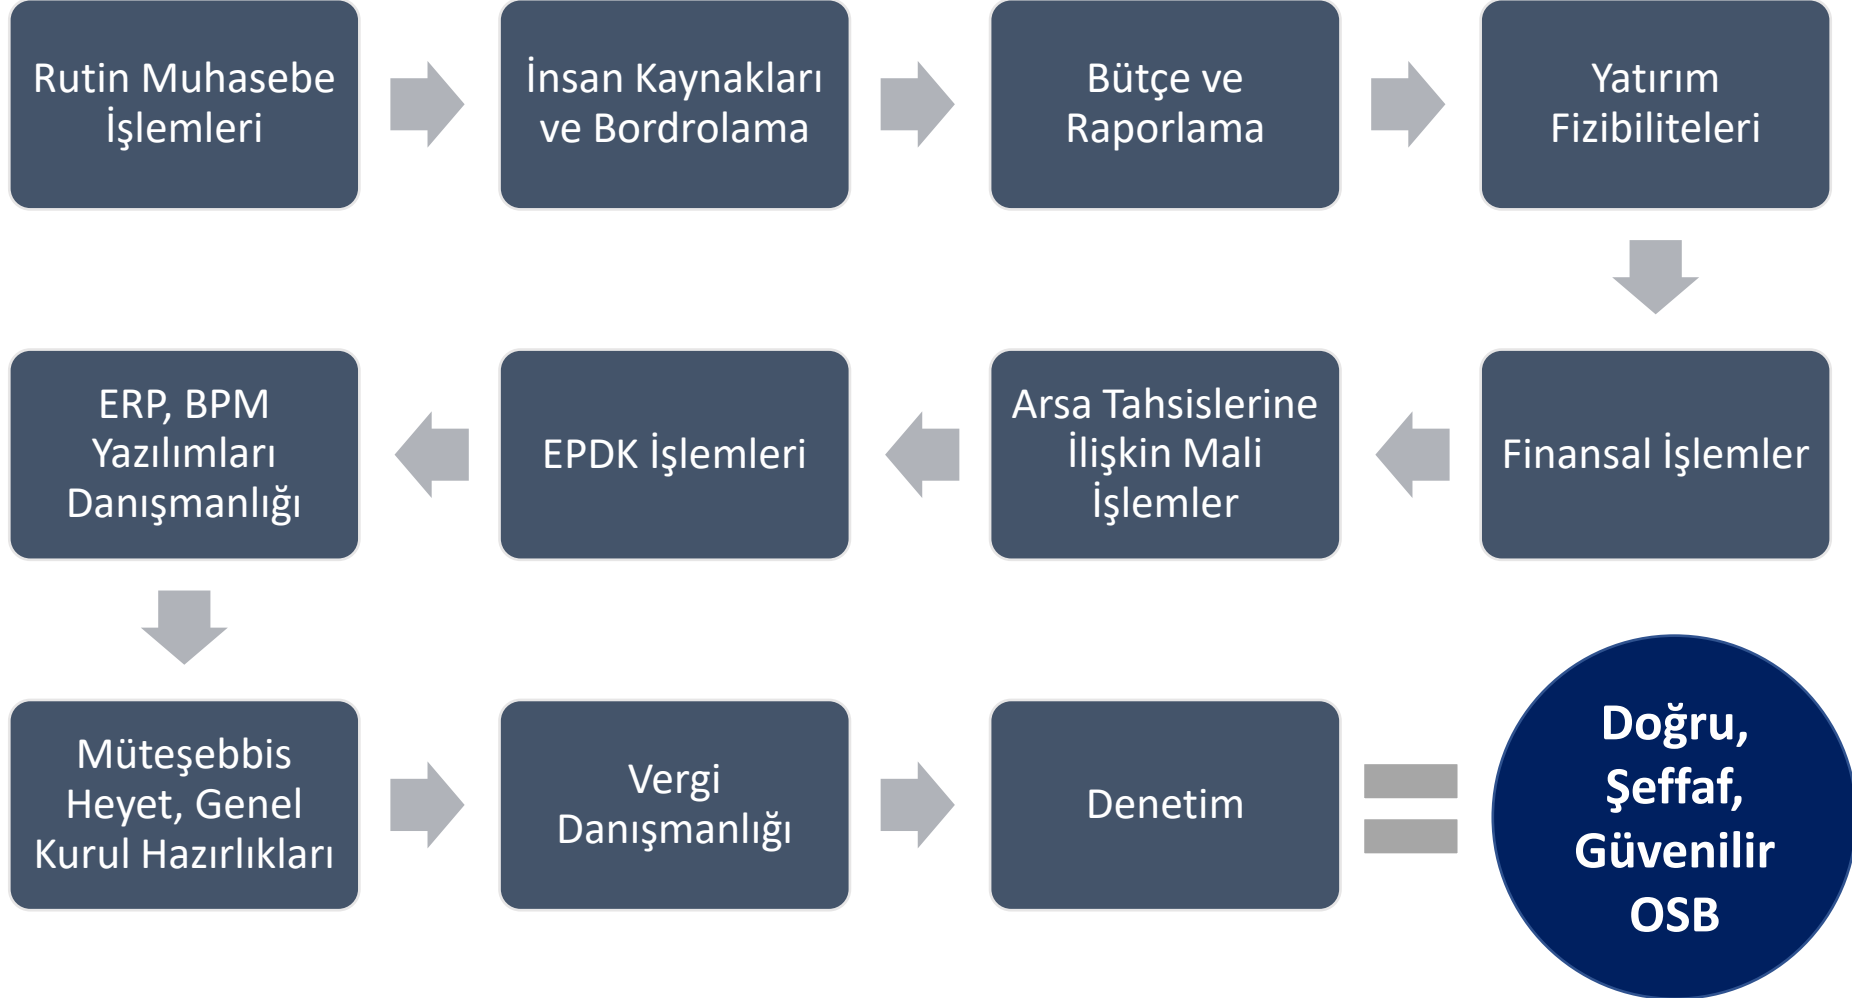 Rutin Muhasebe
İşlemleri
İnsan Kaynakları
ve Bordrolama
Bütçe ve
Raporlama
Yatırım
Fizibiliteleri
Finansal İşlemler
Arsa Tahsislerine
İlişkin Mali
İşlemler
EPDK İşlemleri
ERP, BPM
Yazılımları
Danışmanlığı
Müteşebbis
Heyet, Genel
Kurul Hazırlıkları
Vergi
Danışmanlığı
Denetim
Doğru,
Şeffaf,
Güvenilir
OSB